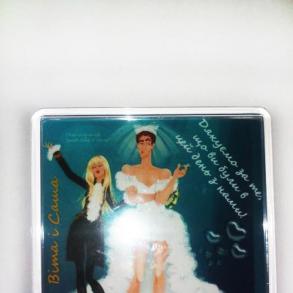 Дякуємо за те,
що ви були в
цей день з нами!
Віта і Саша